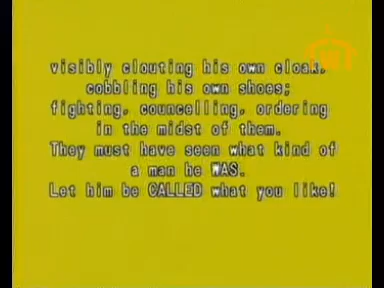 visibly clouting his own cloak,
cobbling his own shoes;
fighting, councelling, ordering
in the midst of them.
They must have seen what kind of
a man he WAS.
Let him be CALLED what you like!